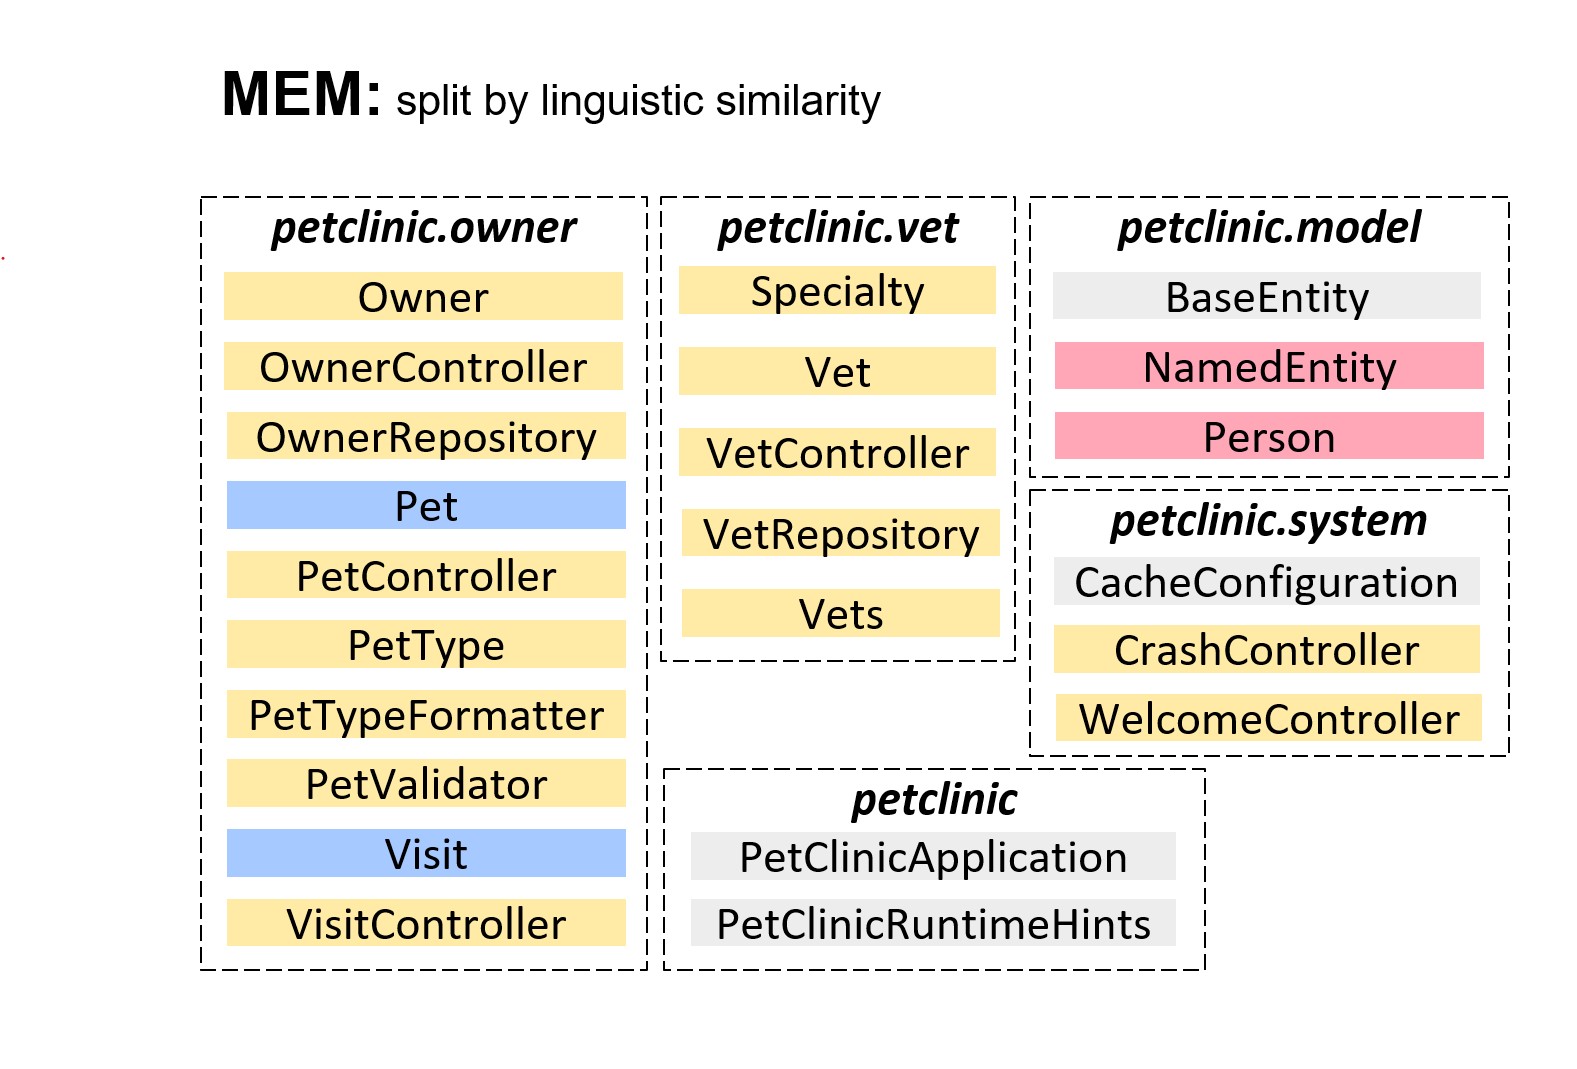 MEM: split by linguistic similarity
petclinic.owner
Owner
OwnerController
OwnerRepository
Pet
PetController
PetType
PetTypeFormatter
PetValidator
Visit
VisitController
petclinic.vet
Specialty
Vet
VetController
VetRepository
Vets
petclinic.model
BaseEntity
NamedEntity
Person
petclinic.system
CacheConfiguration
CrashController
WelcomeController
petclinic
PetClinicApplication
PetClinicRuntimeHints